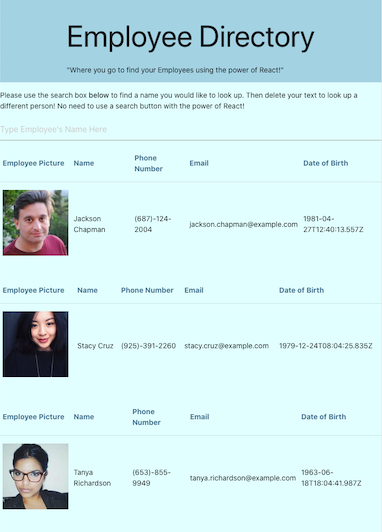 Employee Directory
"Where you go to find your Employees using the power of React!"
Please use the search box below to find a name you would like to look up. Then delete your text to look up a
different person! No need to use a search button with the power of React!
Type Employee's Name Here
Employee Picture Name Phone Number Email Date of Birth
Jackson Chapman (687)-124-2004 jackson.chapman@example.com 1981-04-27T12:40:13.557Z
Employee Picture Name Phone Number Email Date of Birth
Stacy Cruz (925)-391-2260 stacy.cruz@example.com 1979-12-24T08:04:25.835Z
Employee Picture Name Phone Number Email Date of Birth
Tanya Richardson (653)-855-9949 tanya.richardson@example.com 1963-06-18T18:04:41.987Z